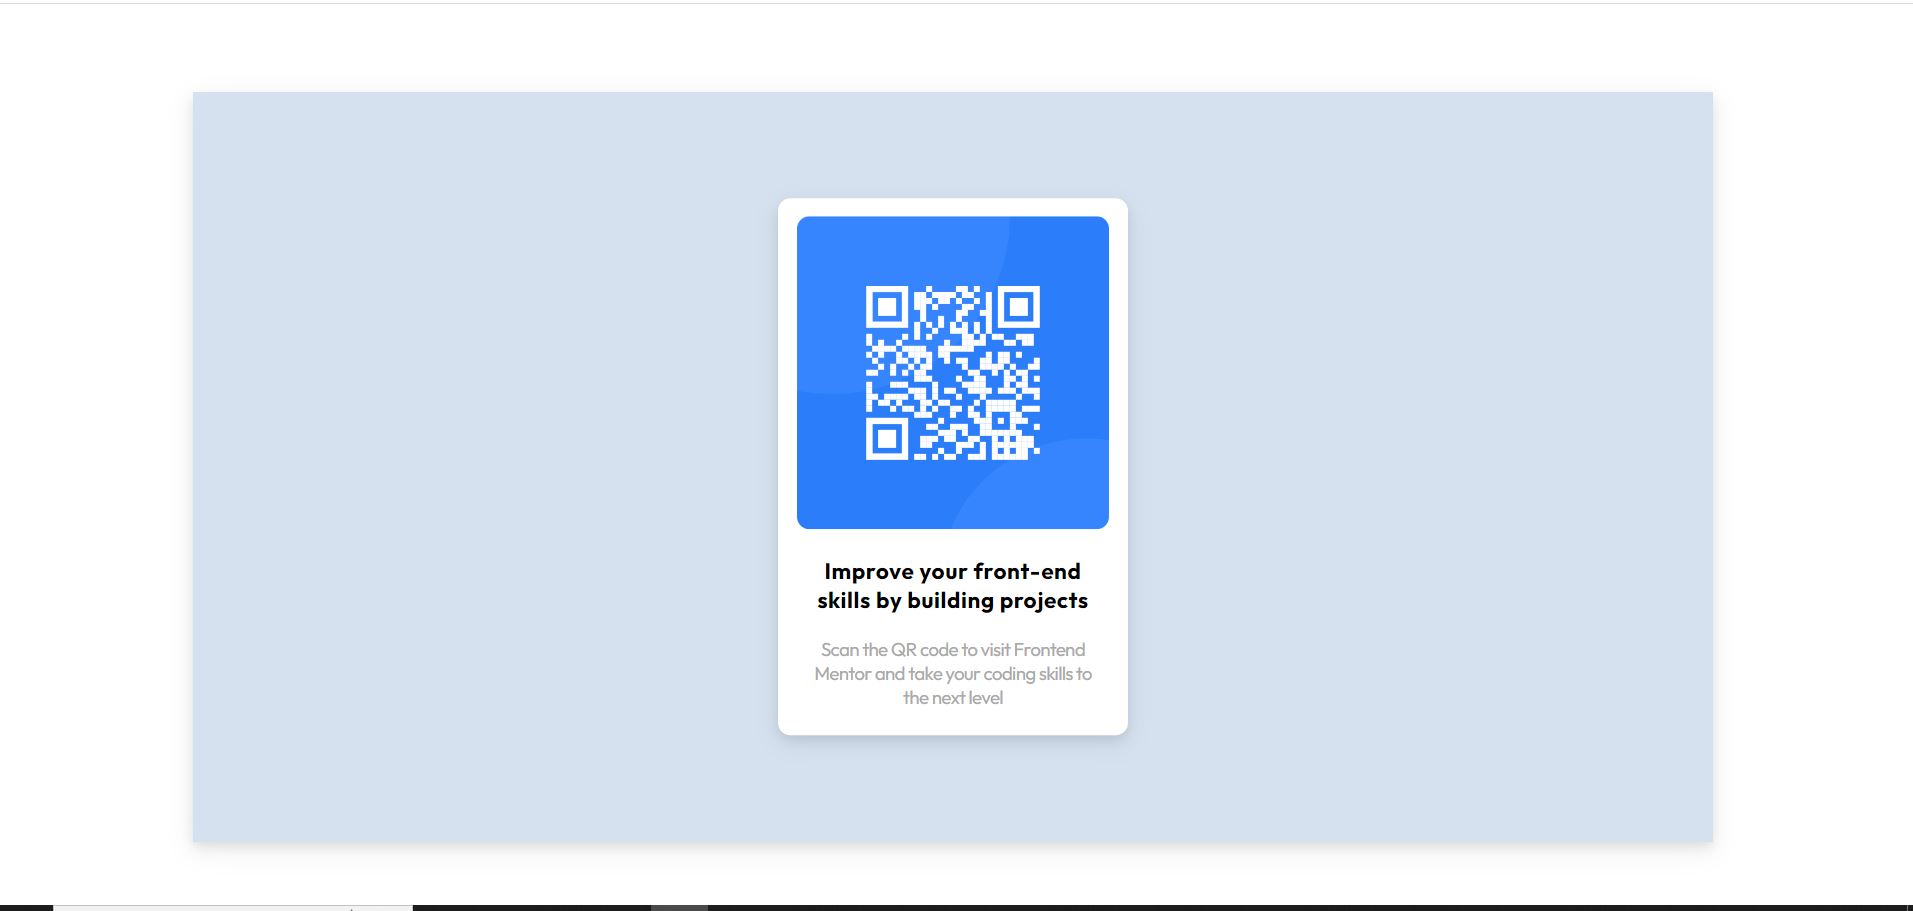 Improve your front-end
skills by building projects
Scan the QR code to visit Frontend
Mentor and take your coding skills to
the next level